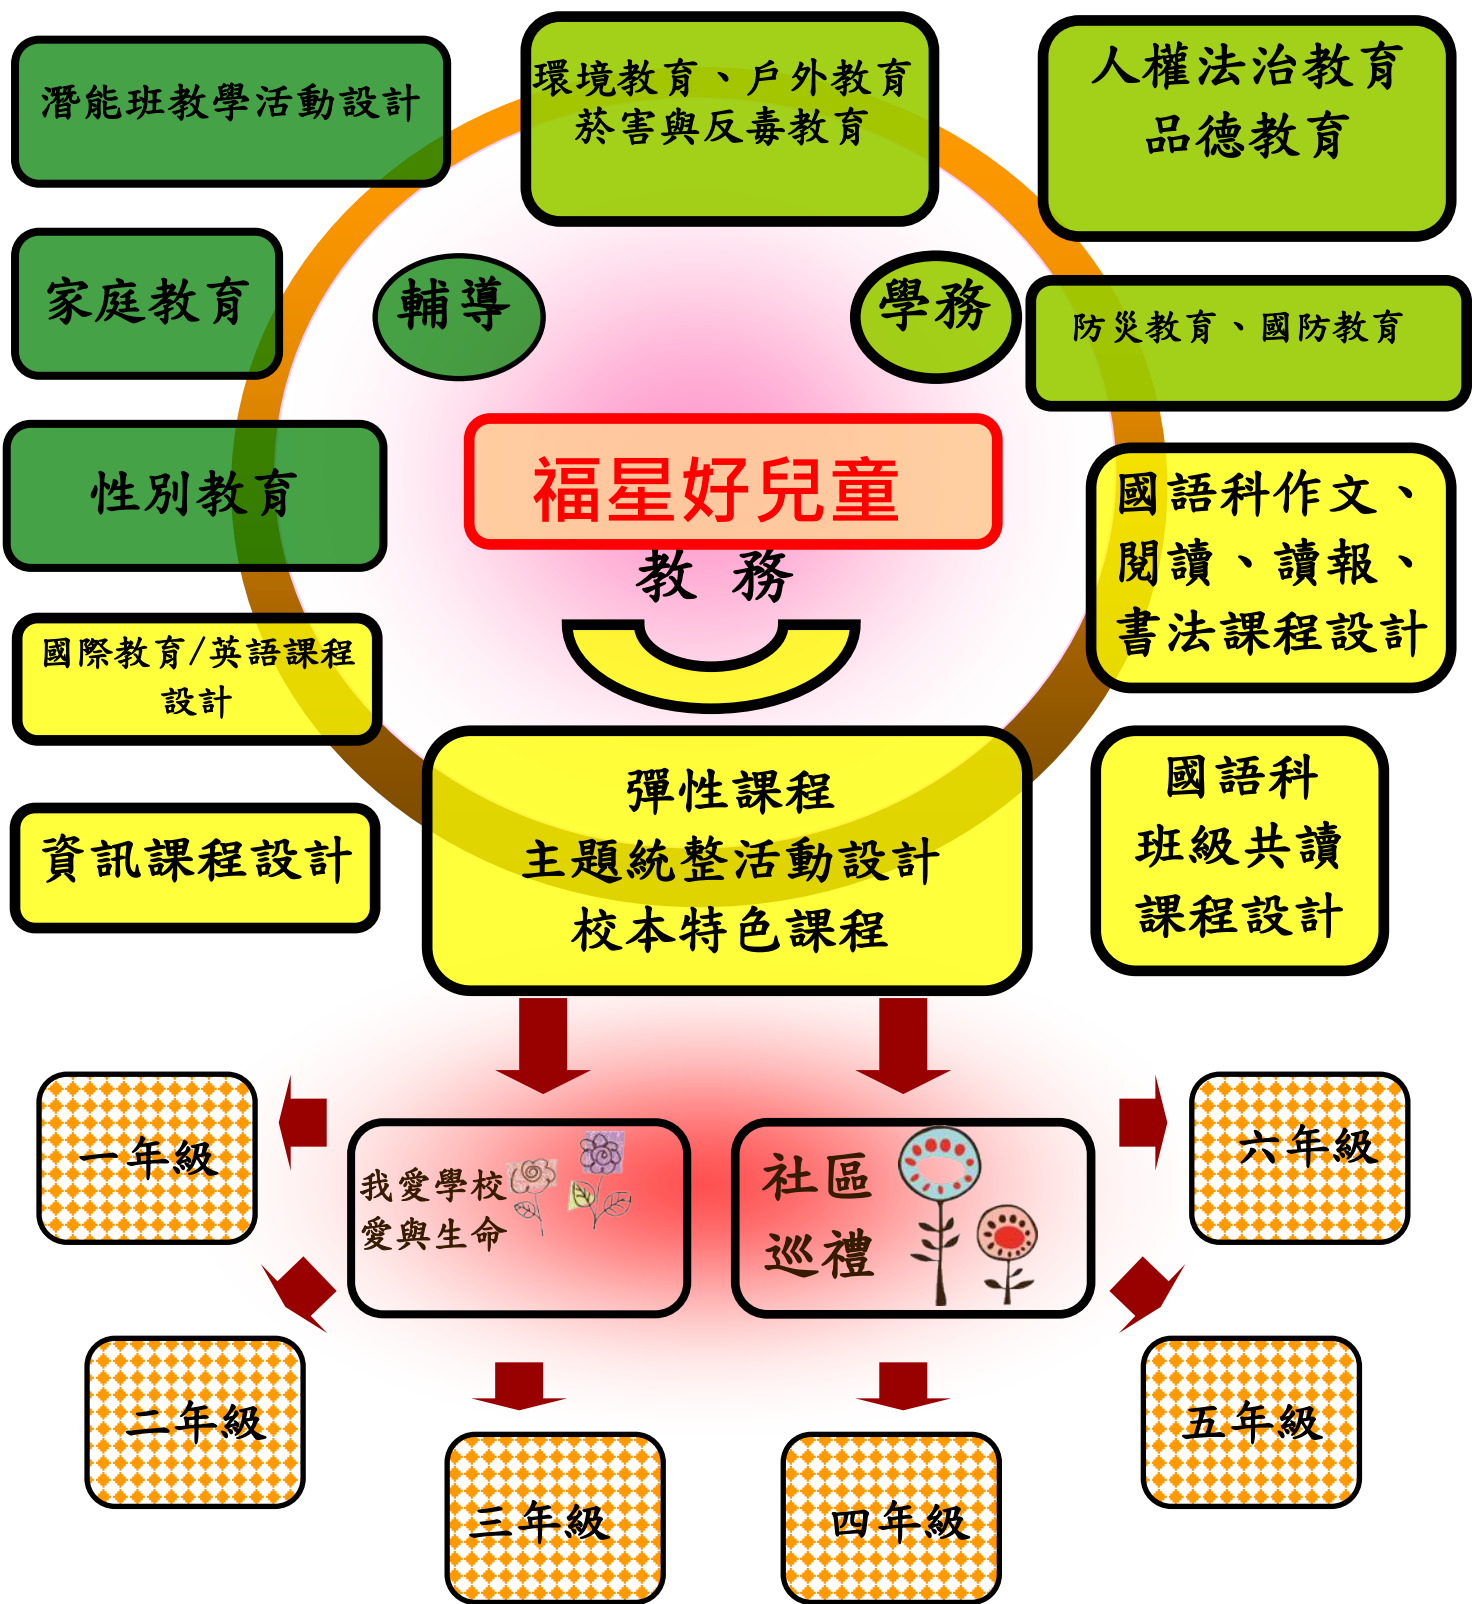 潛能班教學活動設計
環境教育、戶外教育
菸害與反毒教育
人權法治教育
品德教育
家庭教育
輔導
學務
防災教育、國防教育
性別教育
福星好兒童
教 務
國語科作文、
閱讀、讀報、
書法課程設計
國際教育/英語課程
設計
彈性課程
主題統整活動設計
校本特色課程
國語科
班級共讀
課程設計
資訊課程設計
一年級
我愛學校
愛與生命
社區
巡禮
六年級
二年級
五年級
三年級
四年級